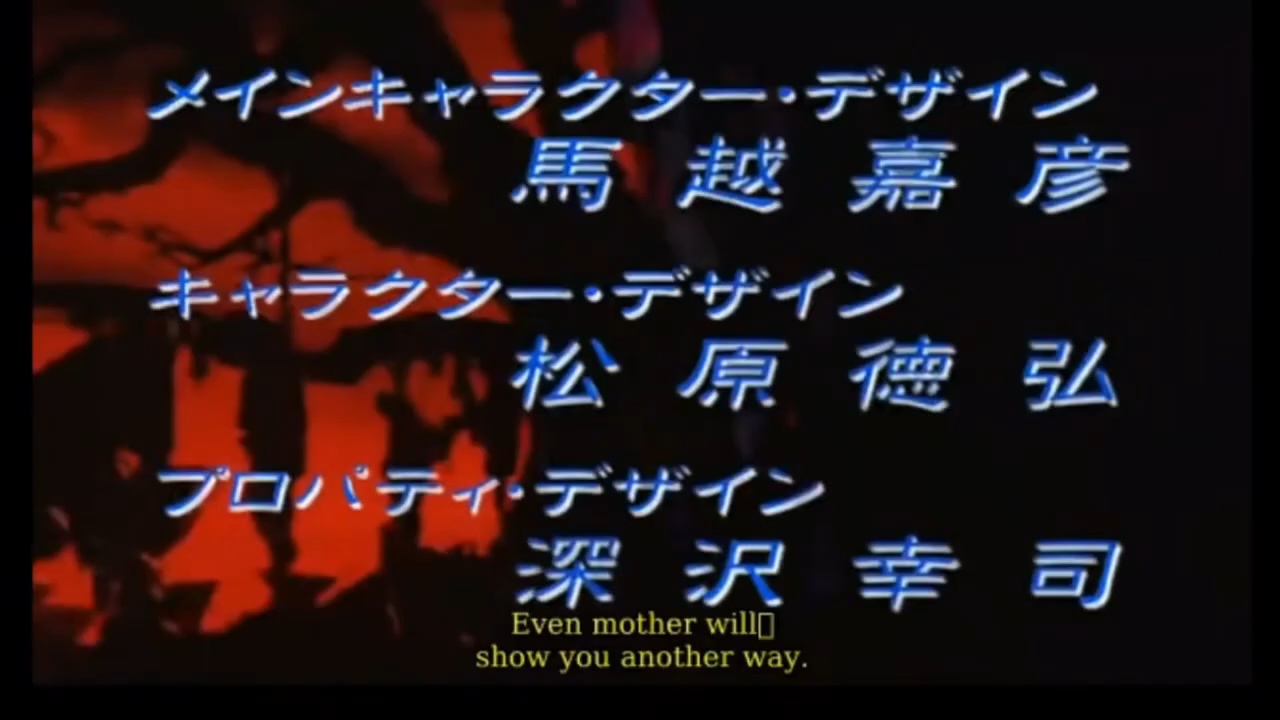 メインキャラクター・デザイン
馬越嘉彦
キャラクター・デザイン
松原徳弘
プロパティ・デザイン
深沢幸司
Even mother will
show you another way.